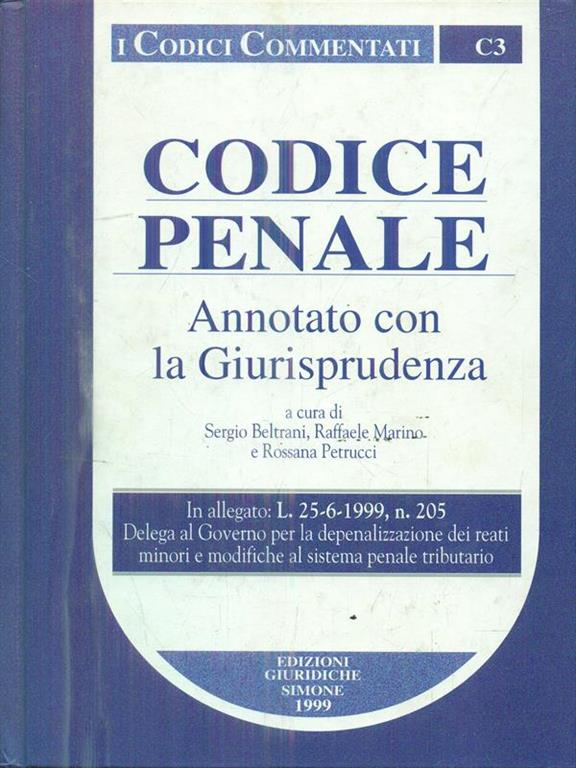 I CODICI COMMENTATI
C3
CODICE
PENALE
Annotato con
la Giurisprudenza
a cura di
Sergio Beltrani, Raffaele Marino
e Rossana Petrucci
In allegato: L. 25-6-1999, n. 205
Delega al Governo per la depenalizzazione dei reati
minori e modifiche al sistema penale tributario
EDIZIONI
GIURIDICHE
SIMONE
1999